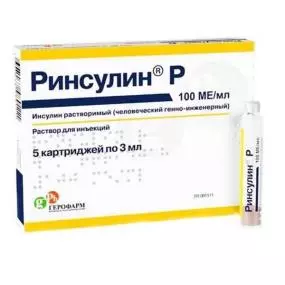 Ринсулин® Р
100 МЕ/мл
Инсулин растворимый (человеческий генно-инженерный)
Раствор для инъекций
5 картриджей по 3 мл
ГЕРОФАРМ
Ринсулин Р
100 МЕ/мл